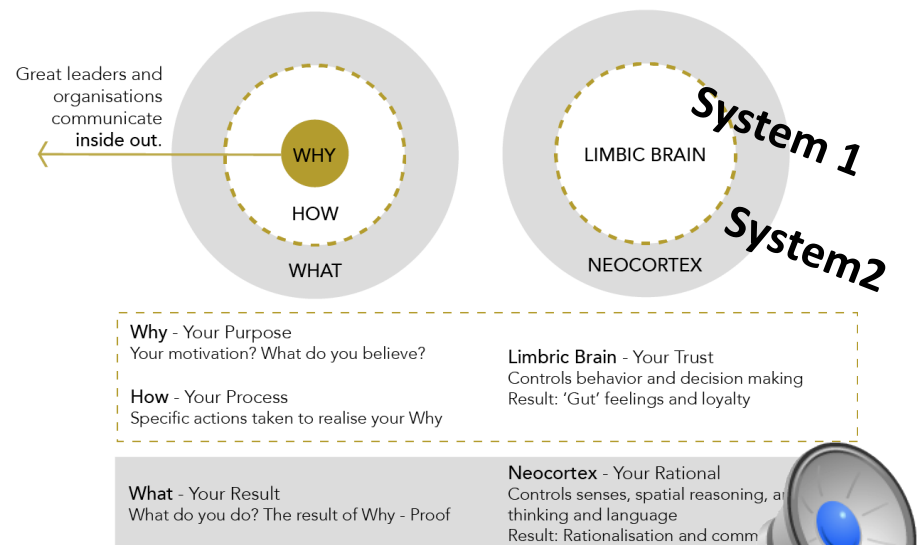 Great leaders and
organisations
communicate
inside out.
WHY
HOW
WHAT
LIMBIC BRAIN
NEOCORTEX
System 1
System2
Why - Your Purpose
Your motivation? What do you believe?
How - Your Process
Specific actions taken to realise your Why
Limbric Brain - Your Trust
Controls behavior and decision making
Result: ‘Gut’ feelings and loyalty
What - Your Result
What do you do? The result of Why - Proof
Neocortex - Your Rational
Controls senses, spatial reasoning,
thinking and language
Result: Rationalisation and